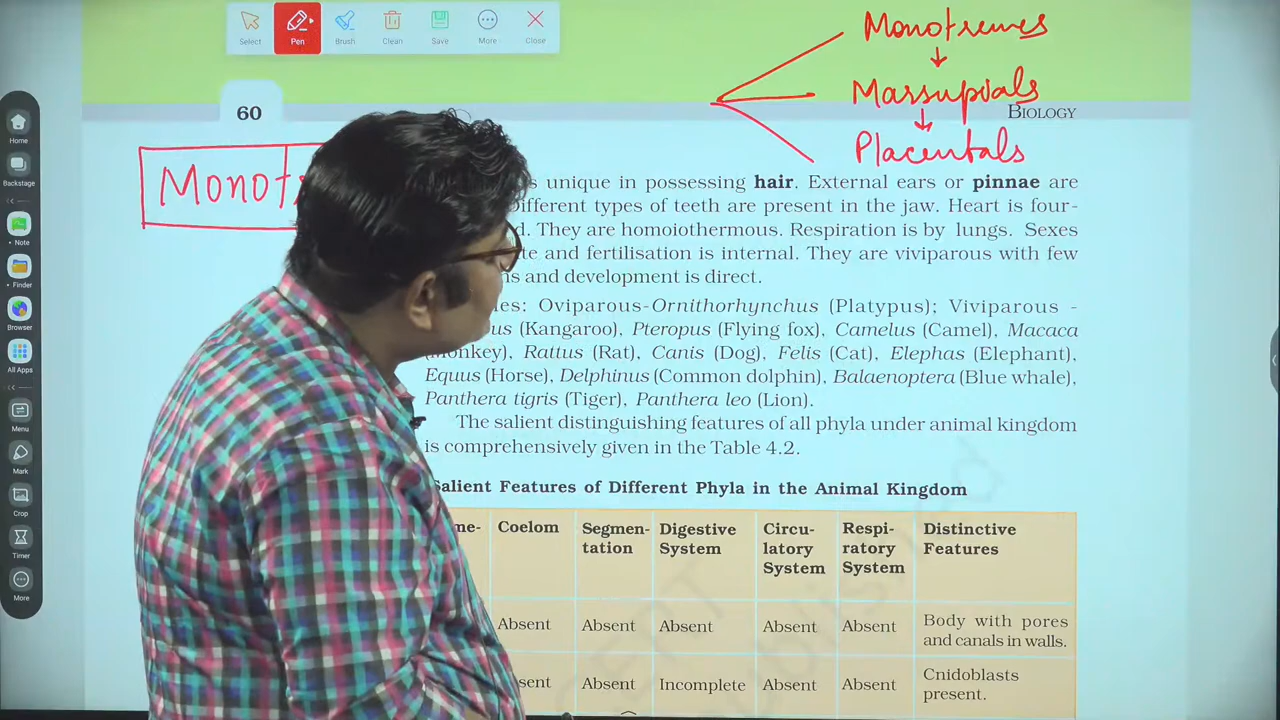 Select
Pen
Brush
Clean
Save
More
Close
Monotremes
Marsupials
Placentals
60
BIOLOGY
Monot
unique in possessing hair. External ears or pinnae are
Different types of teeth are present in the jaw. Heart is four-
They are homoiothermous. Respiration is by lungs. Sexes
and fertilisation is internal. They are viviparous with few
and development is direct.
Oviparous-Ornithorhynchus (Platypus); Viviparous -
(Kangaroo), Pteropus (Flying fox), Camelus (Camel), Macaca
(Monkey), Rattus (Rat), Canis (Dog), Felis (Cat), Elephas (Elephant),
Equus (Horse), Delphinus (Common dolphin), Balaenoptera (Blue whale),
Panthera tigris (Tiger), Panthera leo (Lion).
The salient distinguishing features of all phyla under animal kingdom
is comprehensively given in the Table 4.2.
Salient Features of Different Phyla in the Animal Kingdom
Coelom
Segmen-
tation
Digestive
System
Circu-
latory
System
Respi-
ratory
System
Distinctive
Features
Absent
Absent
Absent
Absent
Absent
Body with pores
and canals in walls.
Absent
Incomplete
Absent
Absent
Cnidoblasts
present.
Home
Backstage
Note
Finder
Browser
All Apps
Menu
Mark
Crop
Timer
More